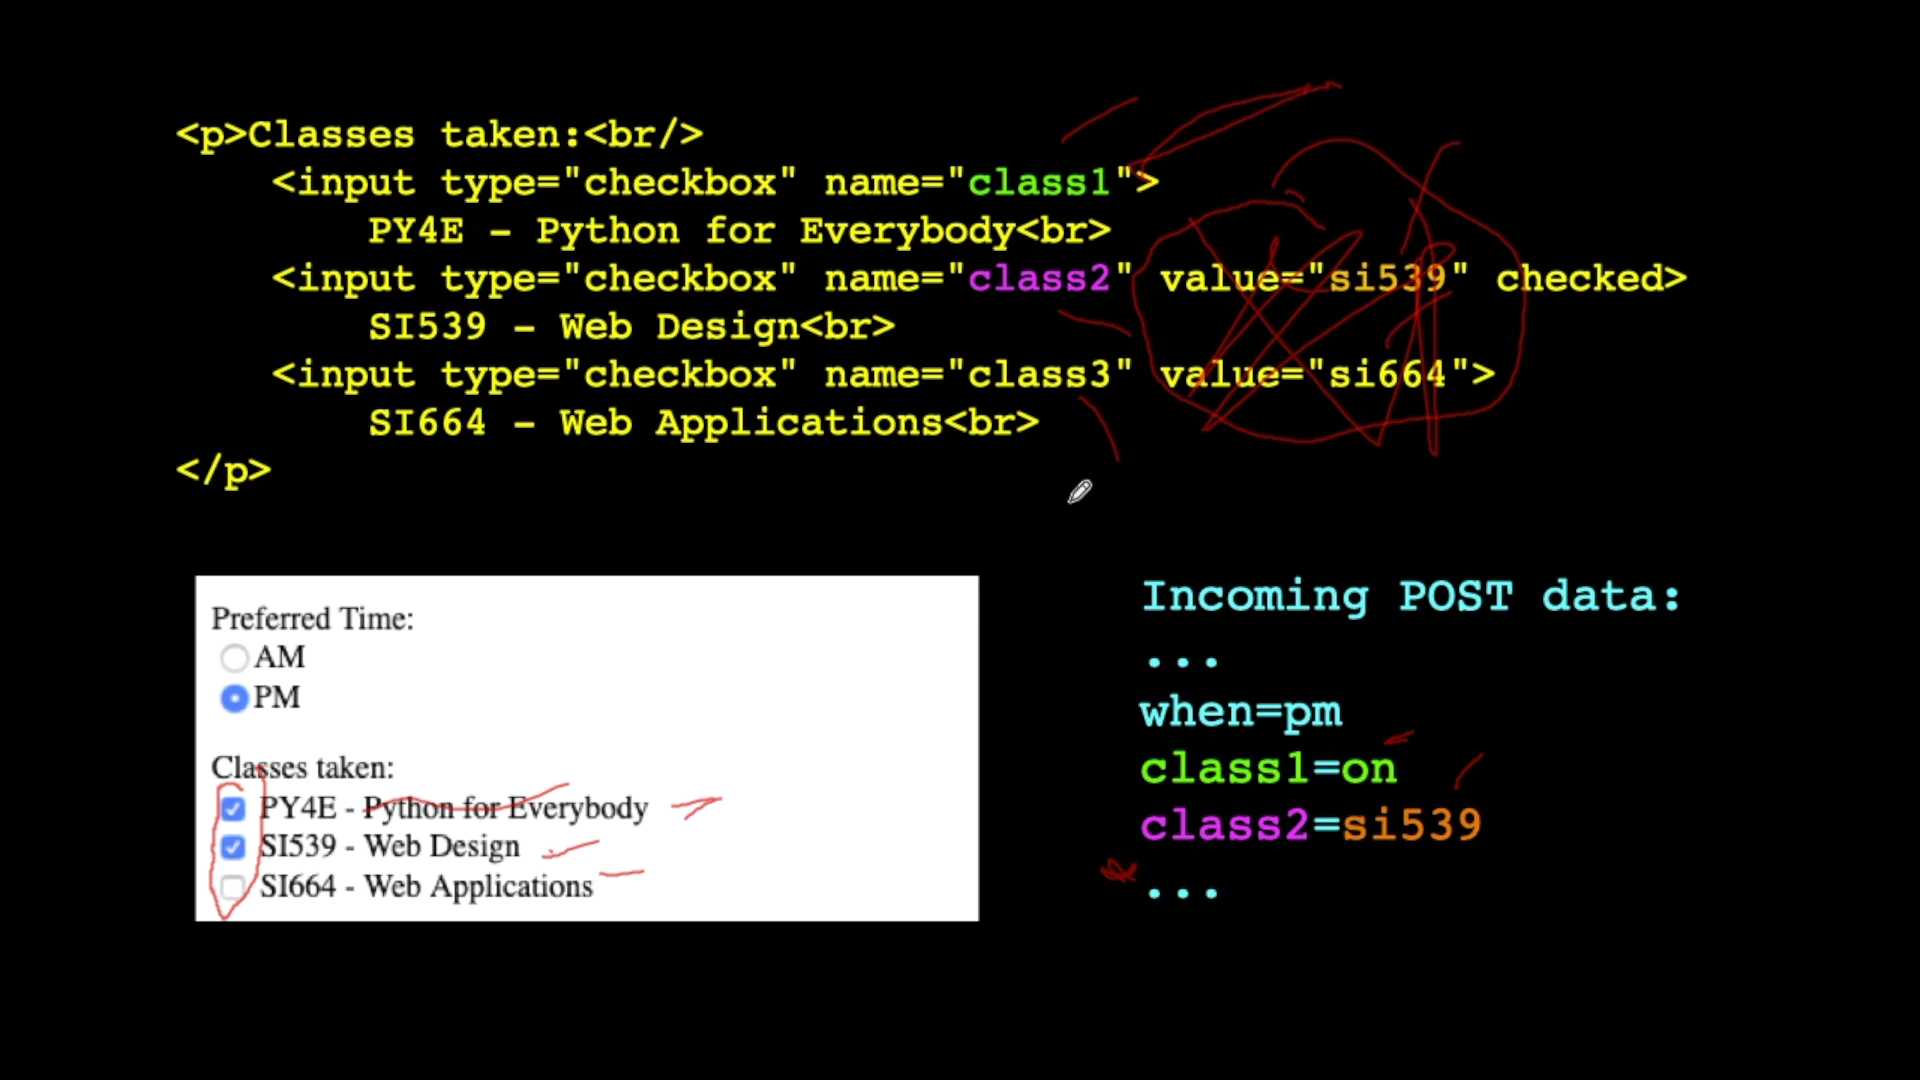 <p>Classes taken:<br/>
<input type="checkbox" name="class1">
PY4E – Python for Everybody<br>
<input type="checkbox" name="class2" value="si539" checked>
SI539 – Web Design<br>
<input type="checkbox" name="class3" value="si664">
SI664 – Web Applications<br>
</p>
Preferred Time:
AM
PM
Classes taken:
PY4E - Python for Everybody
SI539 - Web Design
SI664 - Web Applications
Incoming POST data:
...
when=pm
class1=on
class2=si539
...